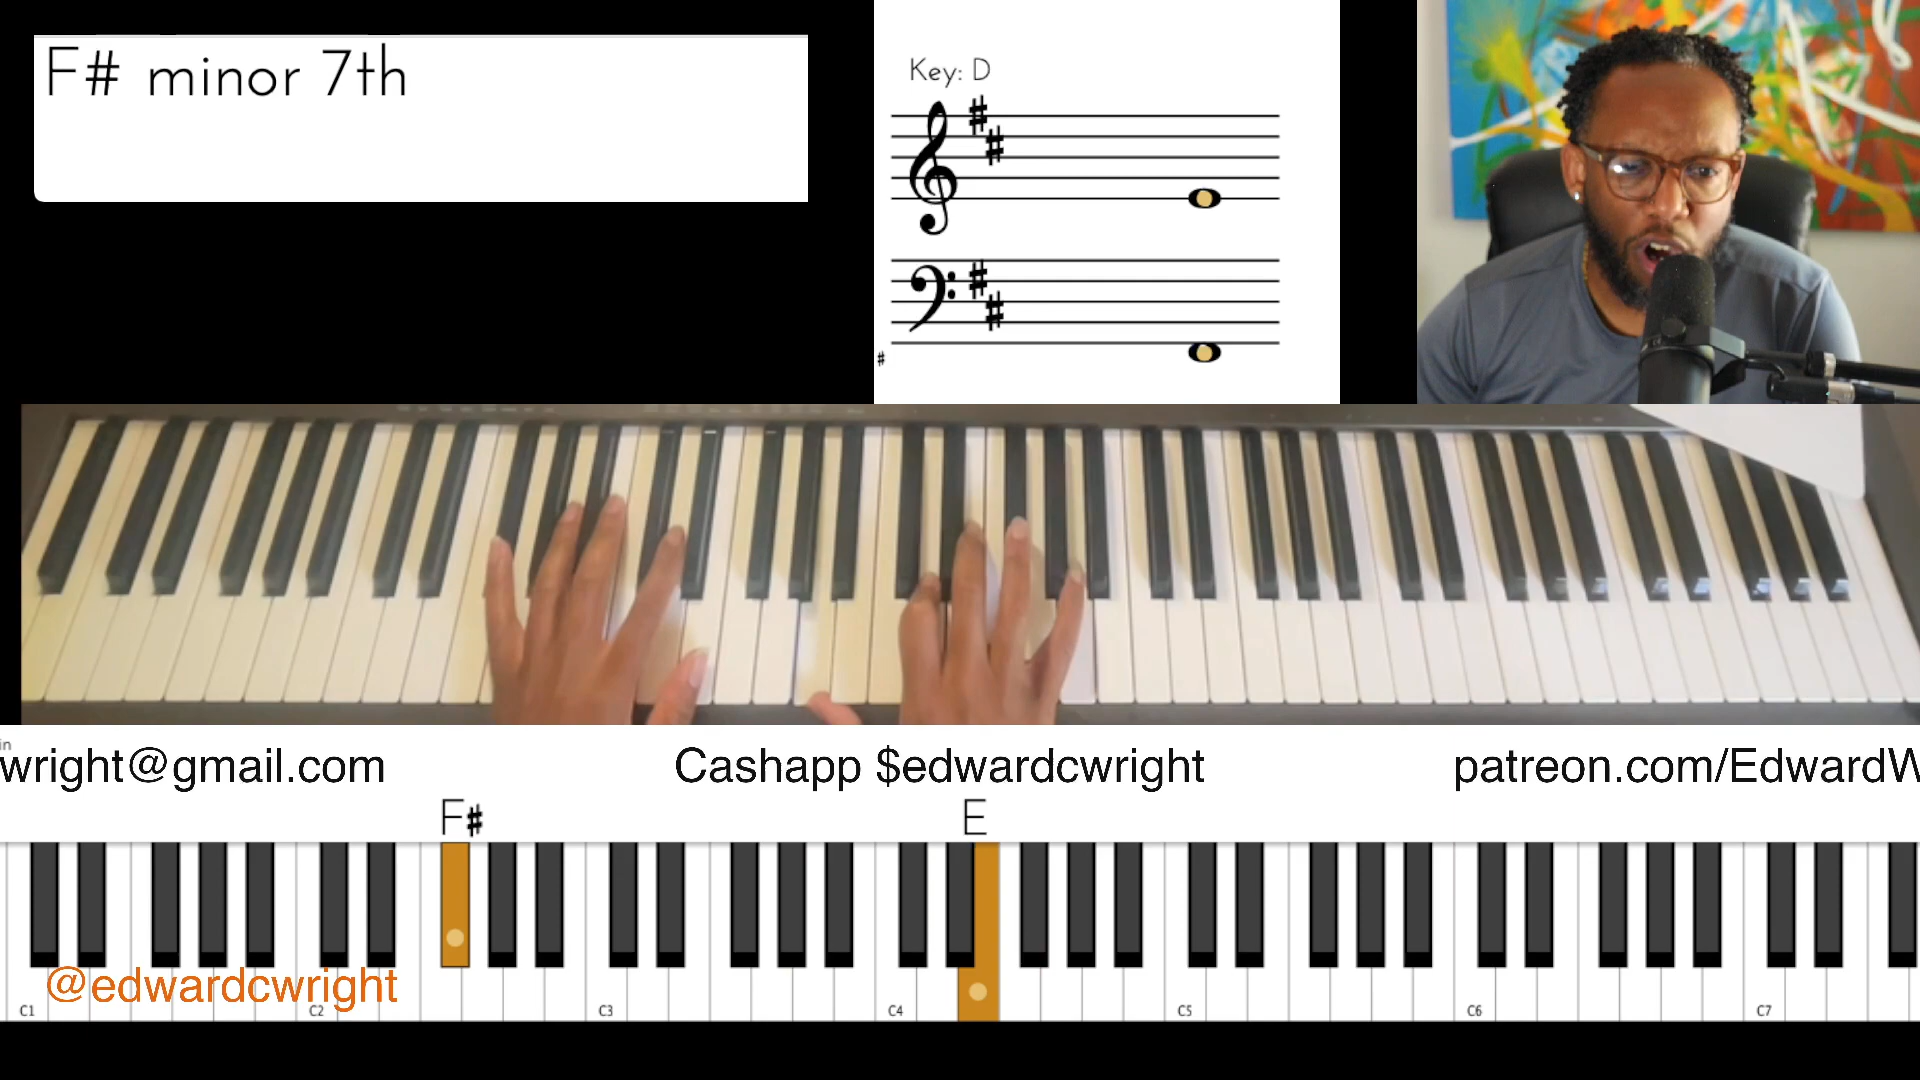 F# minor 7th
Key: D
wright@gmail.com
Cashapp $edwardcwright
patreon.com/EdwardW
F#
E
@edwardcwright
C1
C2
C3
C4
C5
C6
C7